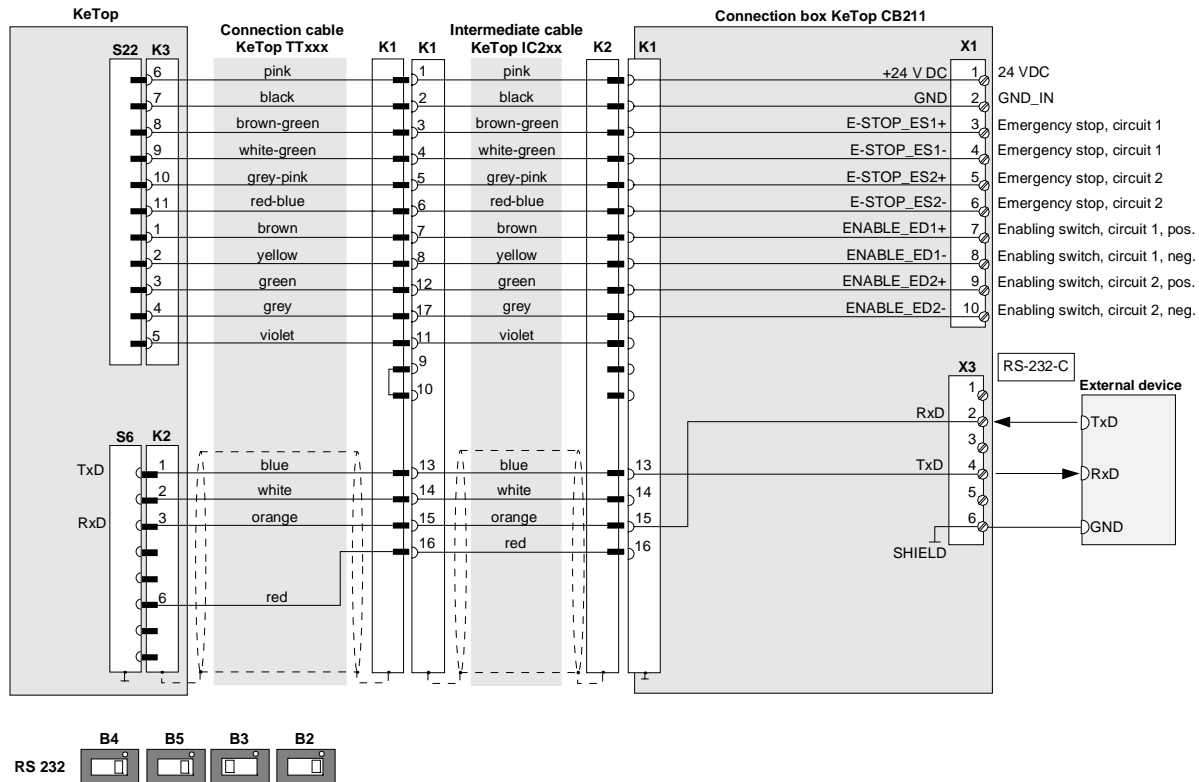 KeTop
Connection box KeTop CB211
Connection cable
KeTop TTxxx
Intermediate cable
KeTop IC2xx
S22 K3 K1 K1 K2 K1 X1
6 pink 1 pink +24 V DC 1 24 VDC
7 black 2 black GND 2 GND_IN
8 brown-green 3 brown-green E-STOP_ES1+ 3 Emergency stop, circuit 1
9 white-green 4 white-green E-STOP_ES1- 4 Emergency stop, circuit 1
10 grey-pink 5 grey-pink E-STOP_ES2+ 5 Emergency stop, circuit 2
11 red-blue 6 red-blue E-STOP_ES2- 6 Emergency stop, circuit 2
1 brown 7 brown ENABLE_ED1+ 7 Enabling switch, circuit 1, pos.
2 yellow 8 yellow ENABLE_ED1- 8 Enabling switch, circuit 1, neg.
3 green 12 green ENABLE_ED2+ 9 Enabling switch, circuit 2, pos.
4 grey 17 grey ENABLE_ED2- 10 Enabling switch, circuit 2, neg.
5 violet 11 violet
9
10
X3 RS-232-C
External device
1
RxD 2 TxD
3
S6 K2
TxD 1 blue 13 blue 13 TxD 4 RxD
2 white 14 white 14 5
RxD 3 orange 15 orange 15 6 GND
16 red 16 SHIELD
6 red
B4 B5 B3 B2
RS 232